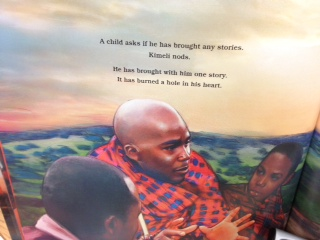 A child asks if he has brought any stories.
Kimeli nods.
He has brought with him one story.
It has burned a hole in his heart.